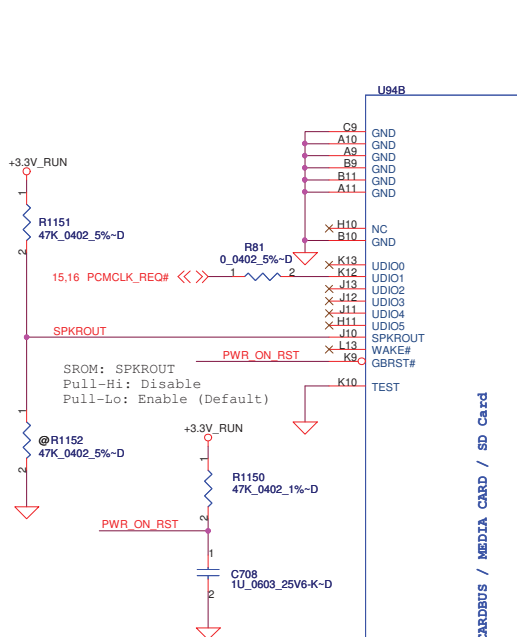 U94B
C9 GND
A10 GND
A9 GND
B9 GND
B11 GND
A11 GND
H10 NC
B10 GND
K13 UDIO0
K12 UDIO1
J13 UDIO2
J12 UDIO3
J11 UDIO4
H11 UDIO5
J10 SPKROUT
L13 WAKE#
K9 GBRST#
K10 TEST
+3.3V_RUN
1
R1151
47K_0402_5%~D
2
R81
0_0402_5%~D
15,16 PCMCLK_REQ#
1
2
SPKROUT
PWR_ON_RST
SROM: SPKROUT
Pull-Hi: Disable
Pull-Lo: Enable (Default)
1
@R1152
47K_0402_5%~D
2
+3.3V_RUN
1
R1150
47K_0402_1%~D
2
PWR_ON_RST
1
C708
1U_0603_25V6-K~D
2
CARDBUS / MEDIA CARD / SD Card